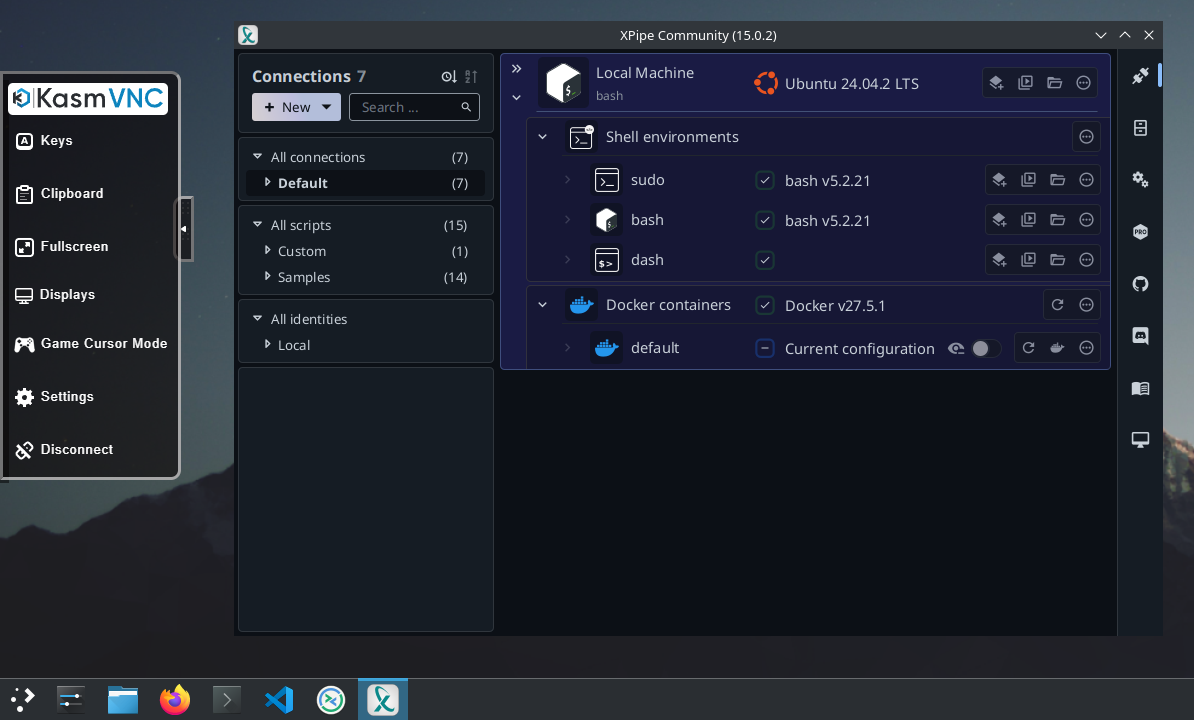 XPipe Community (15.0.2)
KasmVNC
Keys
Clipboard
Fullscreen
Displays
Game Cursor Mode
Settings
Disconnect
Connections 7
+ New
Search ...
All connections (7)
Default (7)
All scripts (15)
Custom (1)
Samples (14)
All identities
Local
Local Machine
bash
Ubuntu 24.04.2 LTS
Shell environments
sudo
bash v5.2.21
bash
bash v5.2.21
dash
Docker containers
Docker v27.5.1
default
Current configuration
PRO